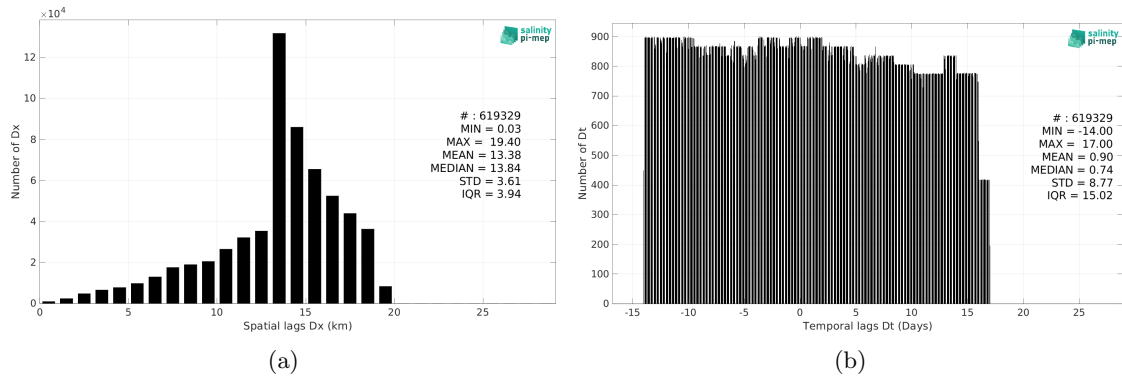 ×10⁴
12
10
8
6
4
2
0
Number of Dx
0
5
10
15
20
25
Spatial lags Dx (km)
salinity
pi-mep
# : 619329
MIN = 0.03
MAX = 19.40
MEAN = 13.38
MEDIAN = 13.84
STD = 3.61
IQR = 3.94
(a)
900
800
700
600
500
400
300
200
100
0
Number of Dt
-15
-10
-5
0
5
10
15
20
25
Temporal lags Dt (Days)
salinity
pi-mep
# : 619329
MIN = -14.00
MAX = 17.00
MEAN = 0.90
MEDIAN = 0.74
STD = 8.77
IQR = 15.02
(b)